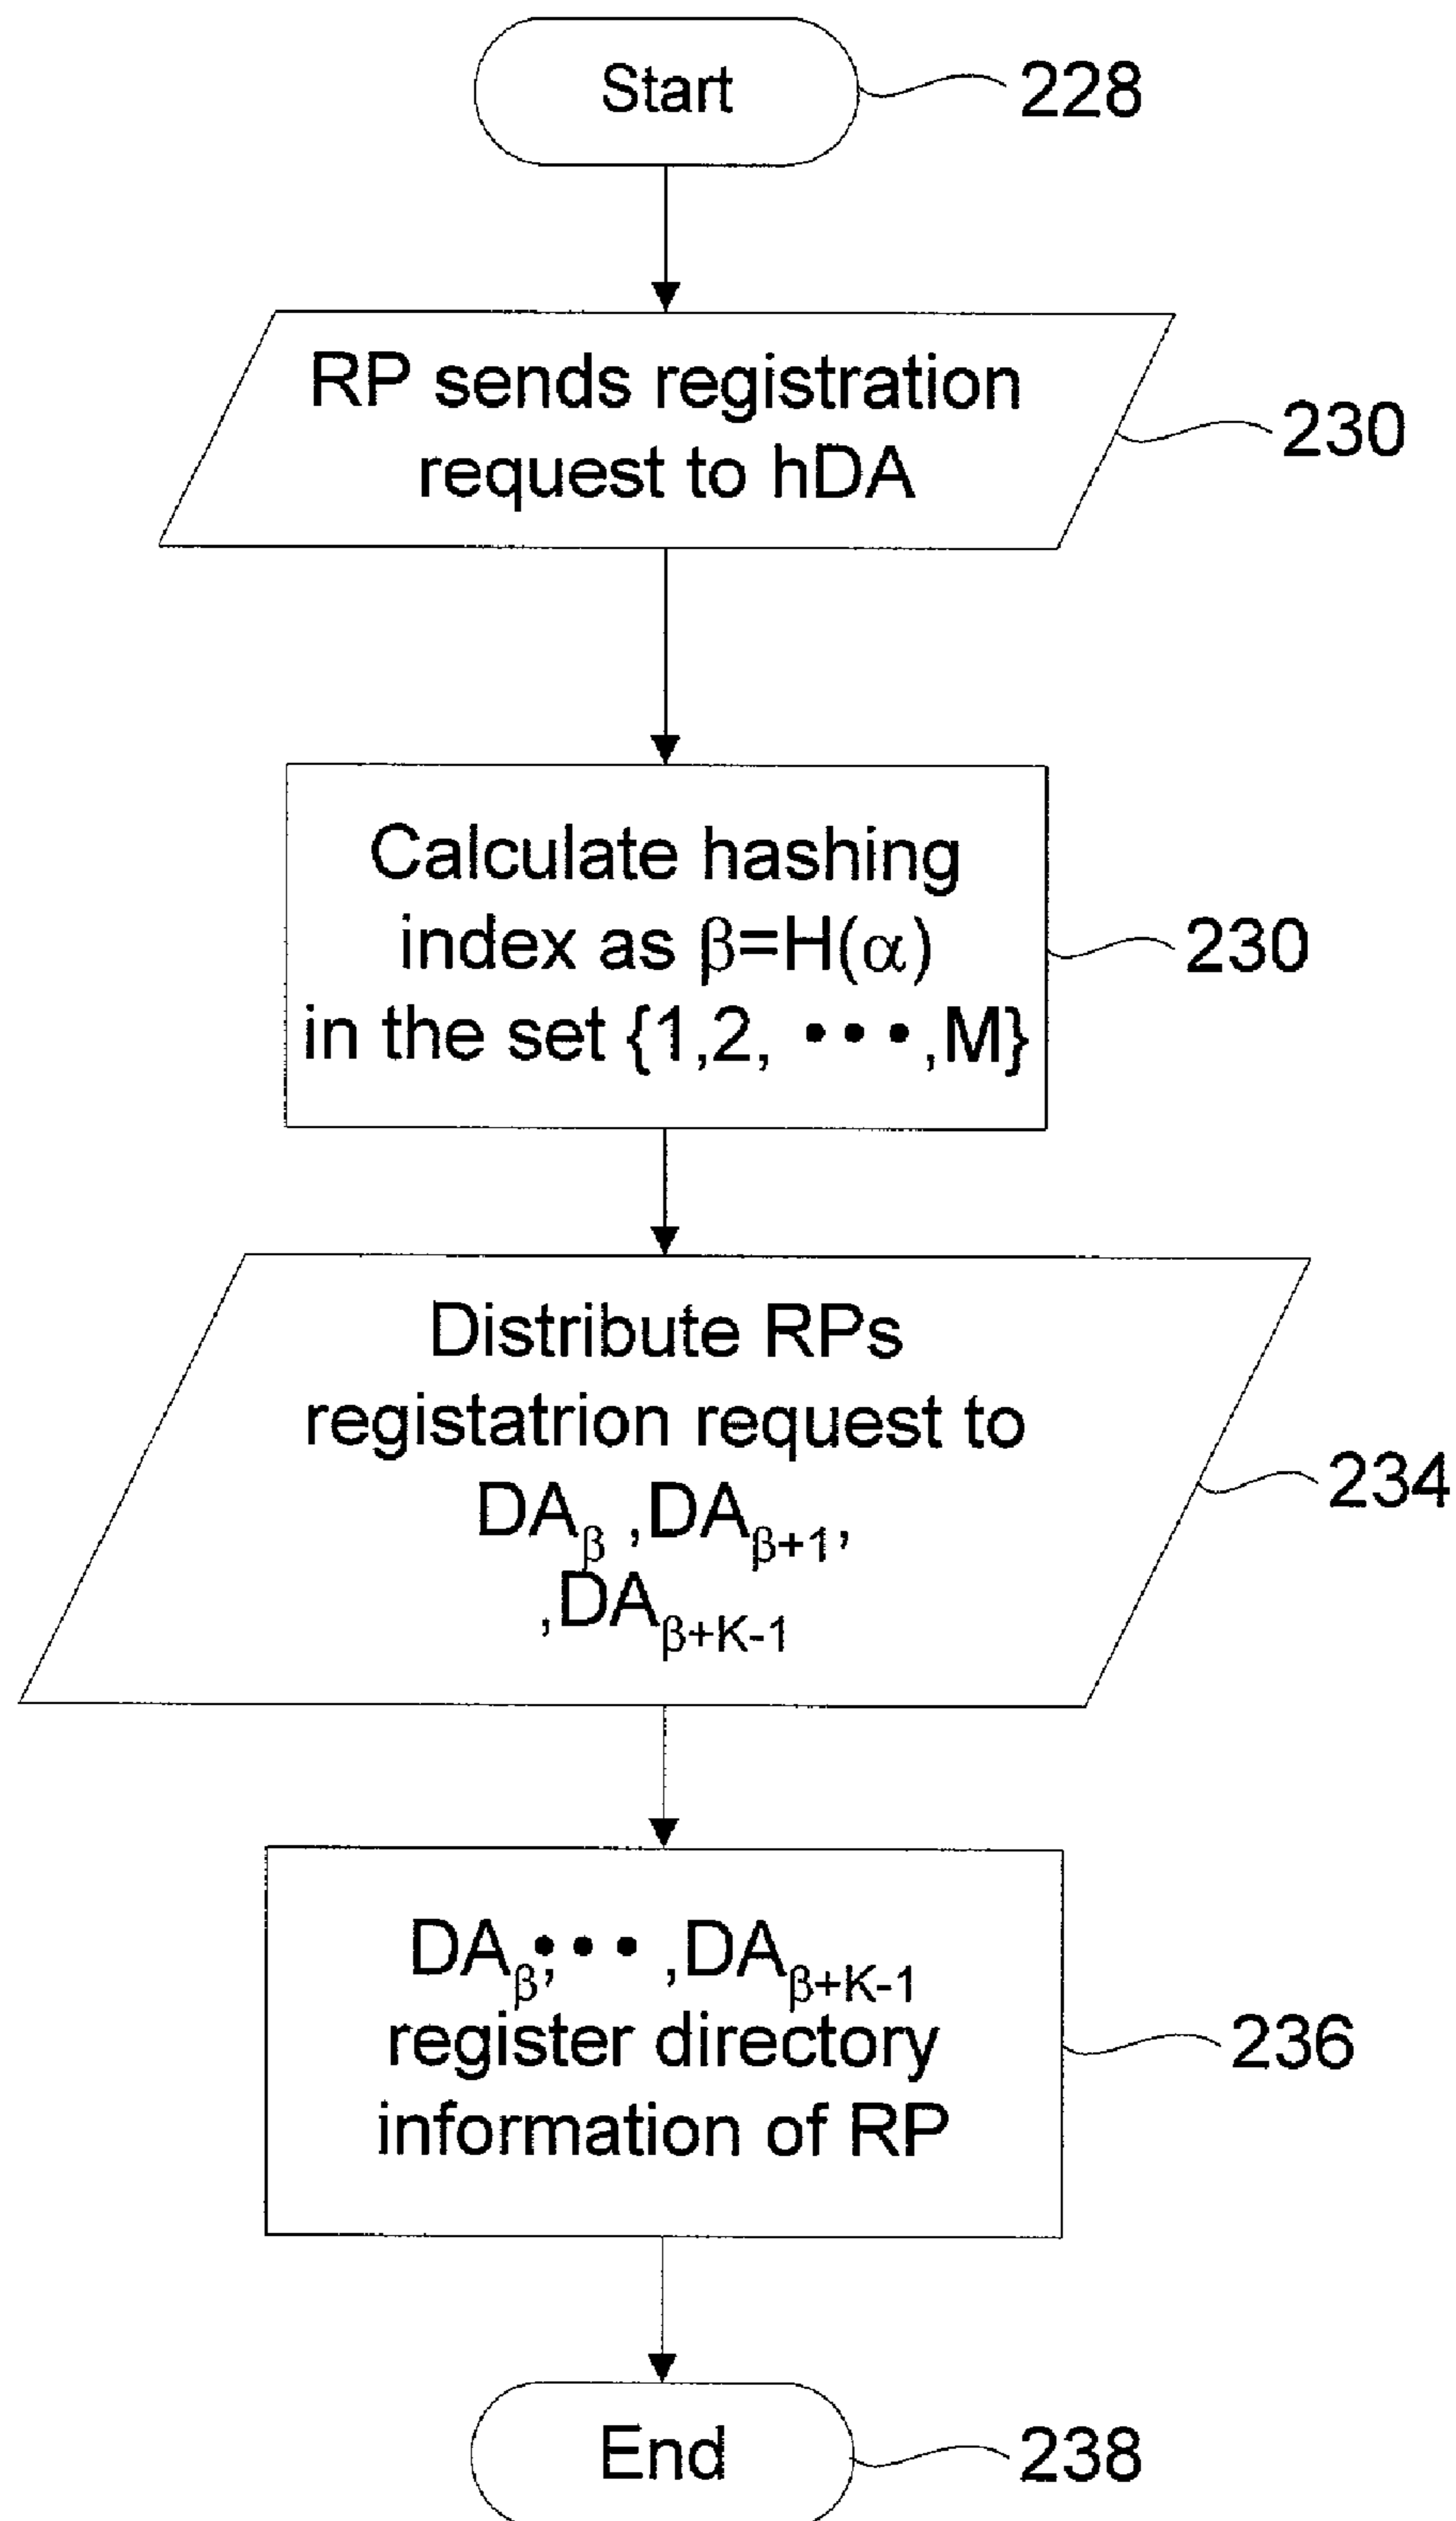 Start
228
RP sends registration
request to hDA
230
Calculate hashing
index as β=H(α)
in the set {1,2, •••,M}
230
Distribute RPs
registatrion request to
DAβ ,DAβ+1,
,DAβ+K-1
234
DAβ,••• ,DAβ+K-1
register directory
information of RP
236
End
238